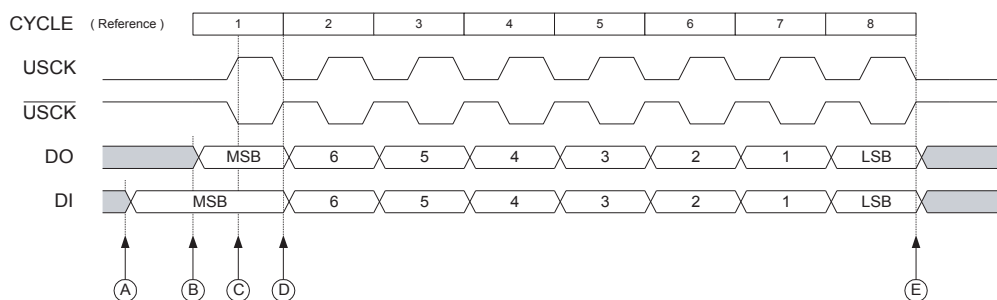 CYCLE ( Reference ) 1 2 3 4 5 6 7 8
USCK
USCK
DO MSB 6 5 4 3 2 1 LSB
DI MSB 6 5 4 3 2 1 LSB
A B C D E